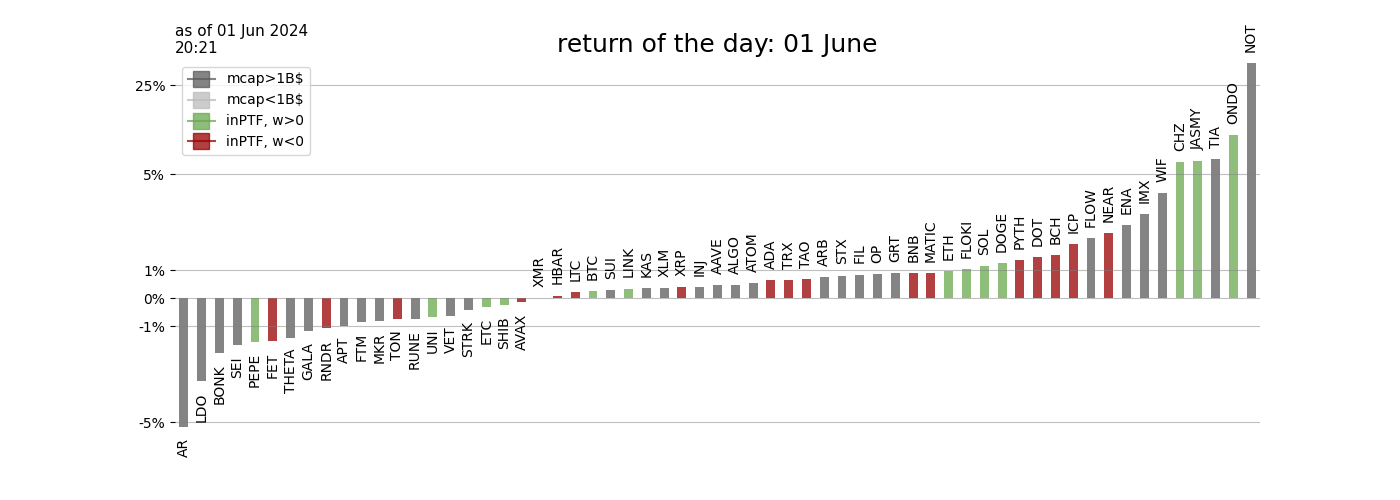 as of 01 Jun 2024
20:21
return of the day: 01 June
mcap>1B$
mcap<1B$
inPTF, w>0
inPTF, w<0
25%
5%
1%
0%
-1%
-5%
AR
LDO
BONK
SEI
PEPE
FET
THETA
GALA
RNDR
APT
FTM
MKR
TON
RUNE
UNI
VET
STRK
ETC
SHIB
AVAX
XMR
HBAR
LTC
BTC
SUI
LINK
KAS
XLM
XRP
INJ
AAVE
ALGO
ATOM
ADA
TRX
TAO
ARB
STX
FIL
OP
GRT
BNB
MATIC
ETH
FLOKI
SOL
DOGE
PYTH
DOT
BCH
ICP
FLOW
NEAR
ENA
IMX
WIF
CHZ
JASMY
TIA
ONDO
NOT